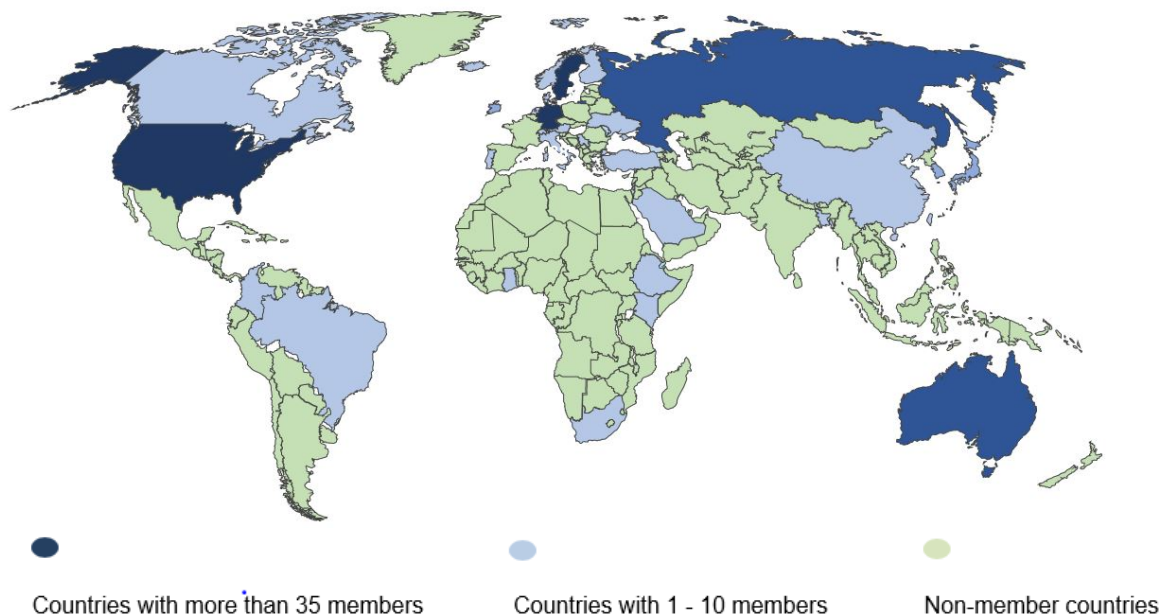 Countries with more than 35 members
Countries with 1 - 10 members
Non-member countries